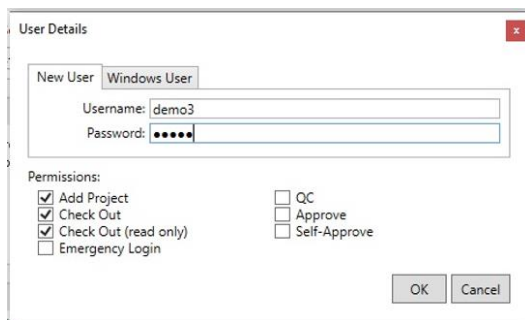 User Details
x
New User Windows User
Username: demo3
Password: ●●●●●
Permissions:
Add Project
Check Out
Check Out (read only)
Emergency Login
QC
Approve
Self-Approve
OK Cancel